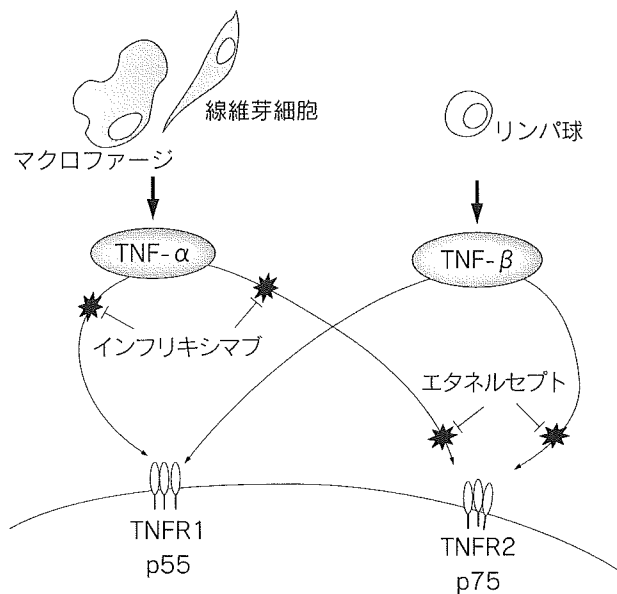 線維芽細胞
マクロファージ
リンパ球
TNF-α
TNF-β
インフリキシマブ
エタネルセプト
TNFR1
p55
TNFR2
p75